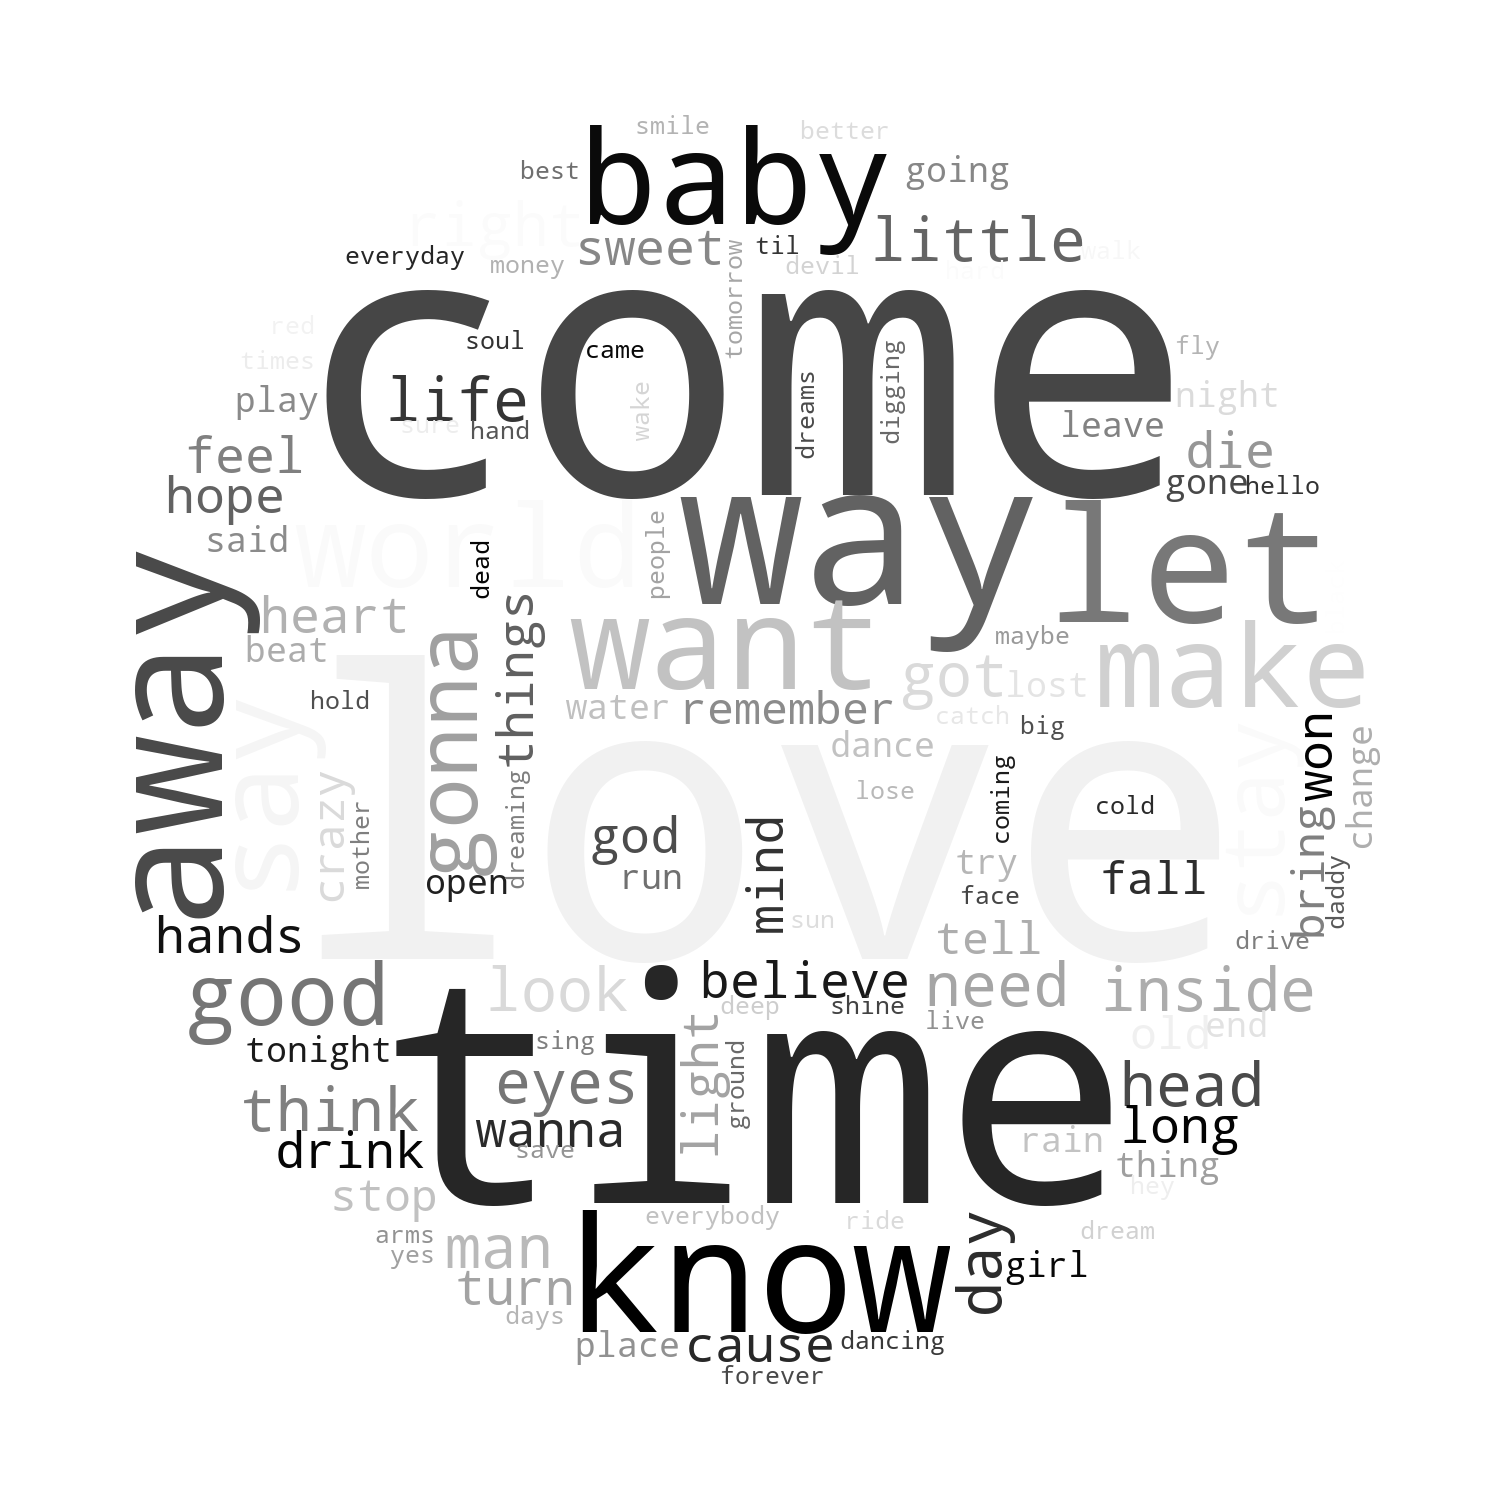 smile
better
baby
best
going
right
little
sweet
til
everyday
money
tomorrow
devil
walk
hard
come
red
soul
came
times
fly
play
life
wake
dreams
digging
night
sure
hand
leave
feel
die
hope
gone
hello
said
world
people
way
let
dead
away
heart
things
want
maybe
make
beat
gonna
got
lost
hold
water
remember
catch
big
say
love
dance
stay
won
change
crazy
mother
dreaming
lose
coming
cold
bring
god
mind
try
fall
daddy
open
run
face
hands
sun
tell
drive
good
look
believe
need
inside
deep
shine
live
old
end
tonight
time
sing
light
ground
eyes
head
think
wanna
long
drink
save
rain
thing
stop
hey
everybody
ride
dream
arms
yes
man
know
day
girl
turn
days
place
cause
dancing
forever